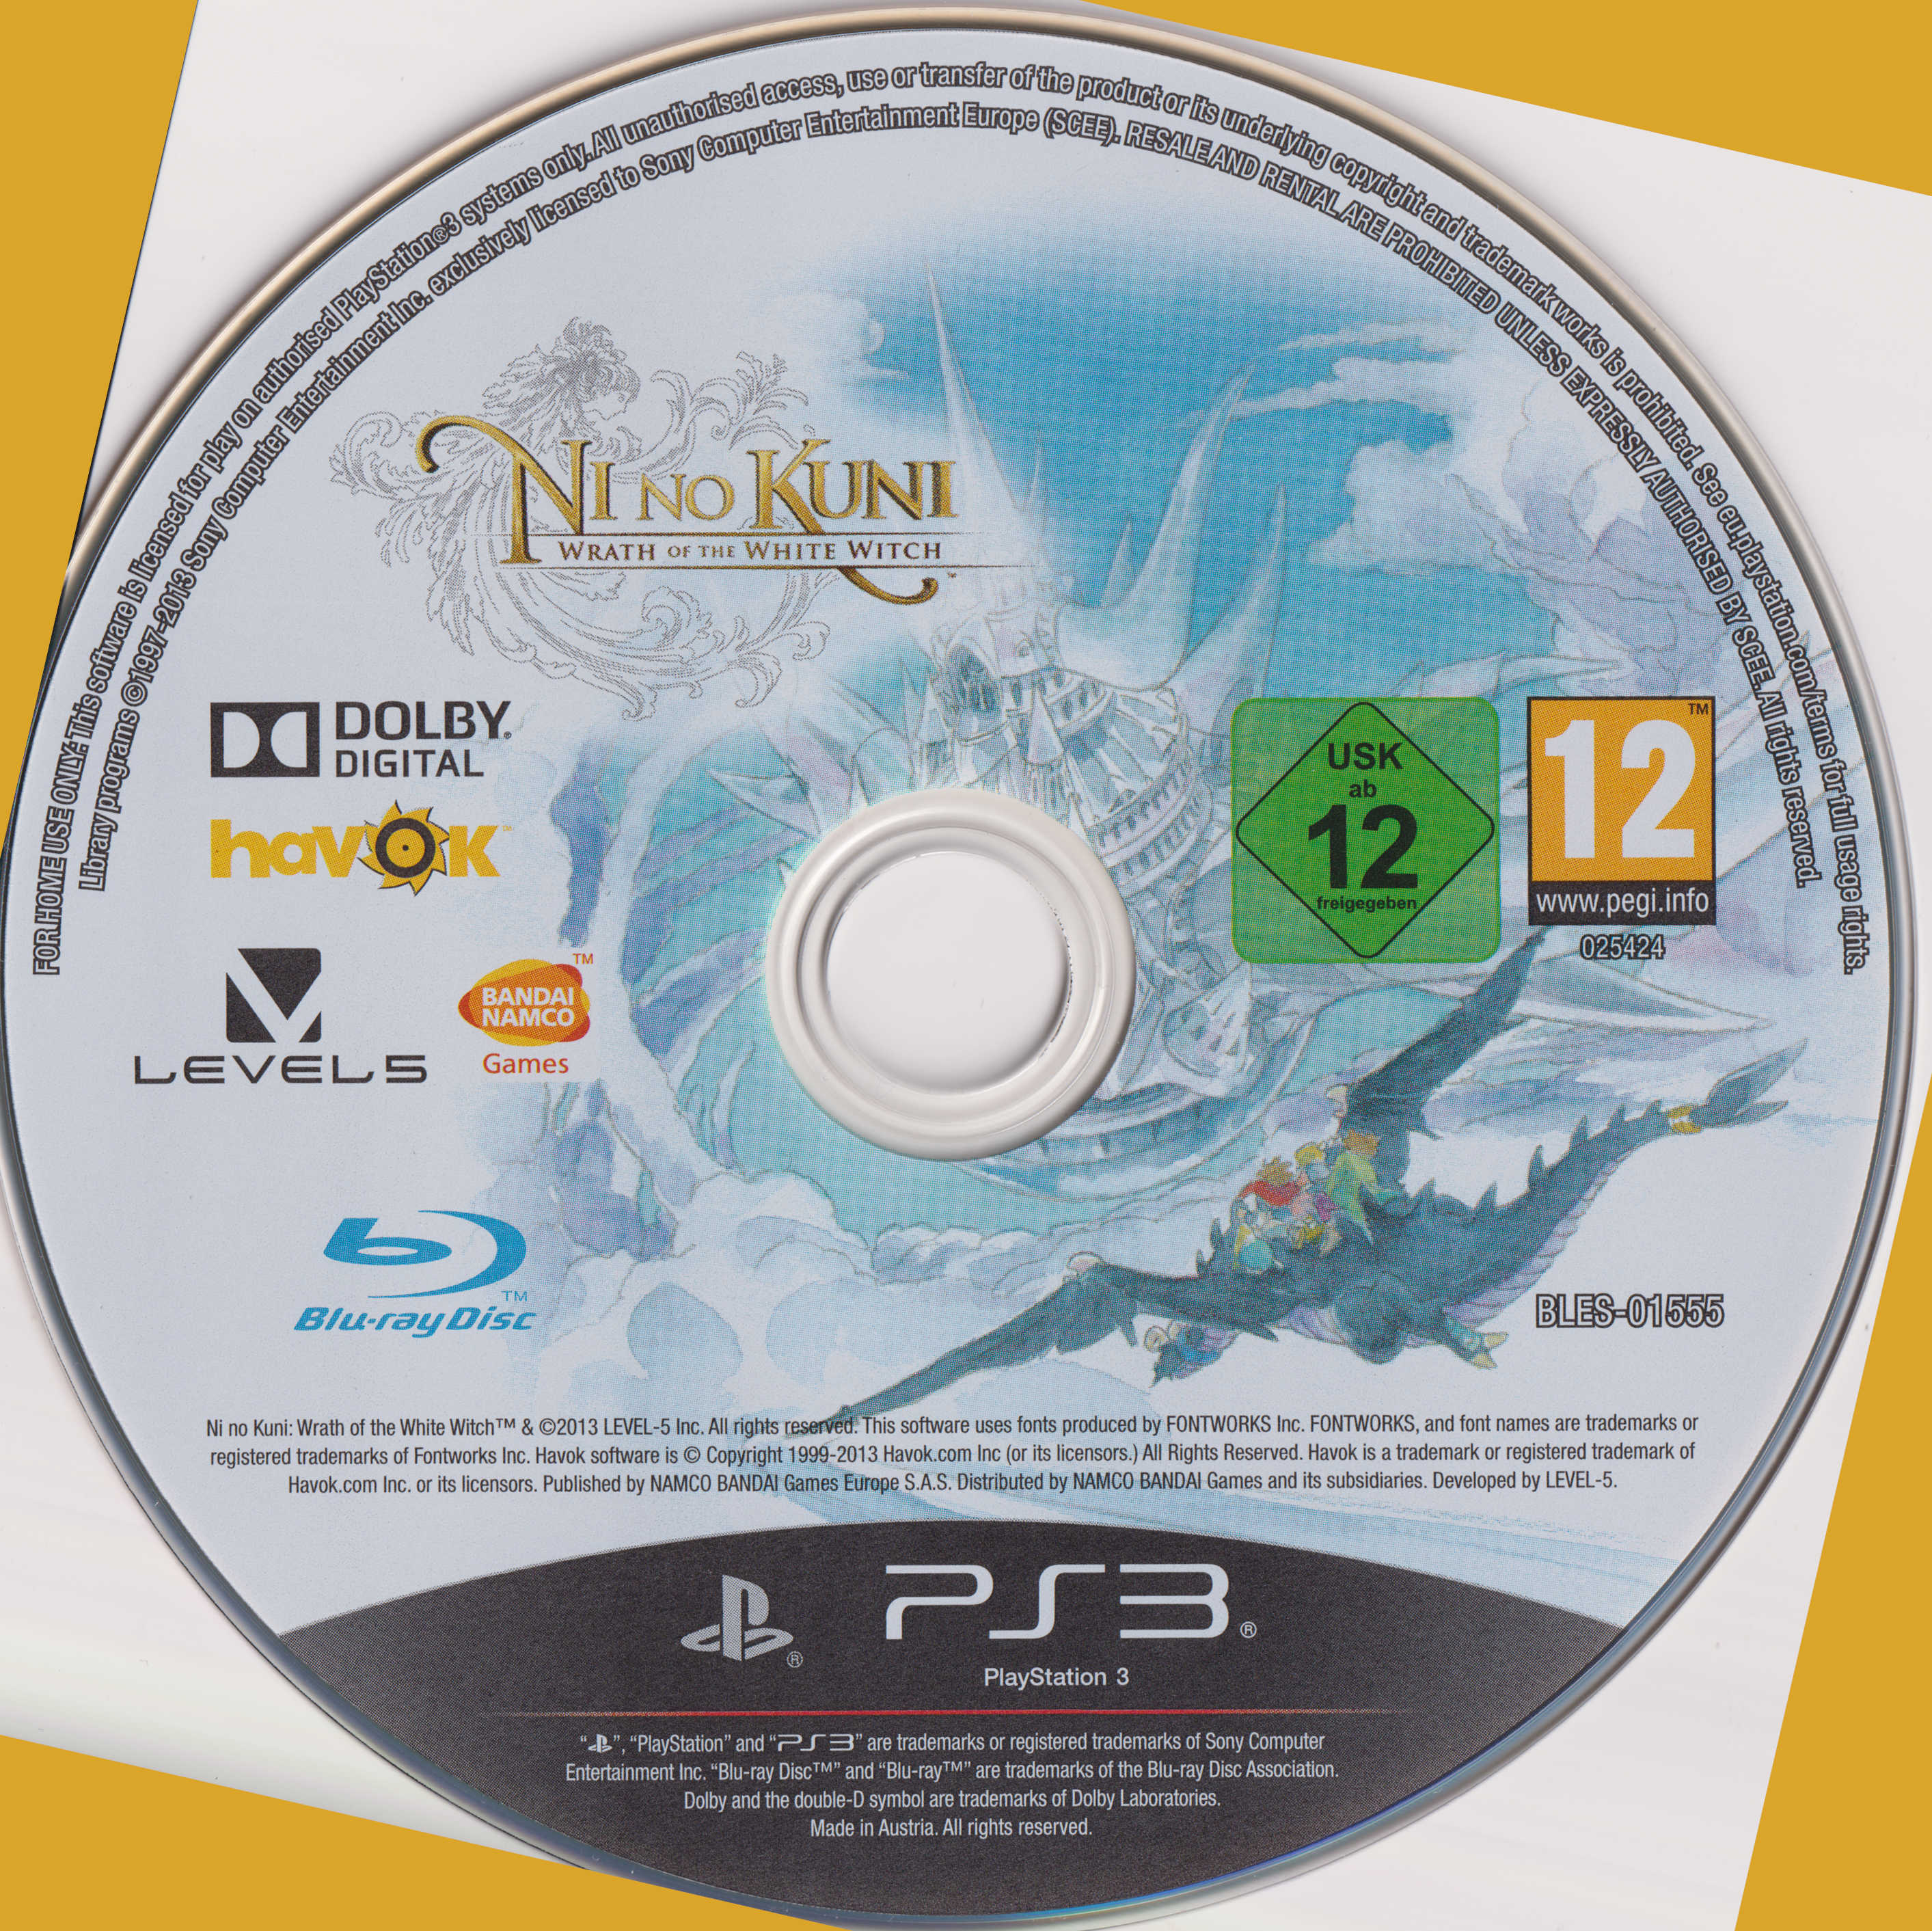 FOR HOME USE ONLY: This software is licensed for play on authorised PlayStation®3 systems only. All unauthorised access, use or transfer of the product or its underlying copyright and trademark works is prohibited. See eu.playstation.com/terms for full usage rights.
Library programs ©1997-2013 Sony Computer Entertainment Inc. exclusively licensed to Sony Computer Entertainment Europe (SCEE). RESALE AND RENTAL ARE PROHIBITED UNLESS EXPRESSLY AUTHORISED BY SCEE. All rights reserved.
NI NO KUNI
WRATH OF THE WHITE WITCH™
DOLBY®
DIGITAL
havok™
LEVEL5
BANDAI
NAMCO™
Games
USK
ab
12
freigegeben
12™
www.pegi.info
025424
Blu-ray Disc™
BLES-01555
Ni no Kuni: Wrath of the White Witch™ & ©2013 LEVEL-5 Inc. All rights reserved. This software uses fonts produced by FONTWORKS Inc. FONTWORKS, and font names are trademarks or
registered trademarks of Fontworks Inc. Havok software is © Copyright 1999-2013 Havok.com Inc (or its licensors.) All Rights Reserved. Havok is a trademark or registered trademark of
Havok.com Inc. or its licensors. Published by NAMCO BANDAI Games Europe S.A.S. Distributed by NAMCO BANDAI Games and its subsidiaries. Developed by LEVEL-5.
® PS3®
PlayStation 3
“PS”, “PlayStation” and “PS3” are trademarks or registered trademarks of Sony Computer
Entertainment Inc. “Blu-ray Disc™” and “Blu-ray™” are trademarks of the Blu-ray Disc Association.
Dolby and the double-D symbol are trademarks of Dolby Laboratories.
Made in Austria. All rights reserved.